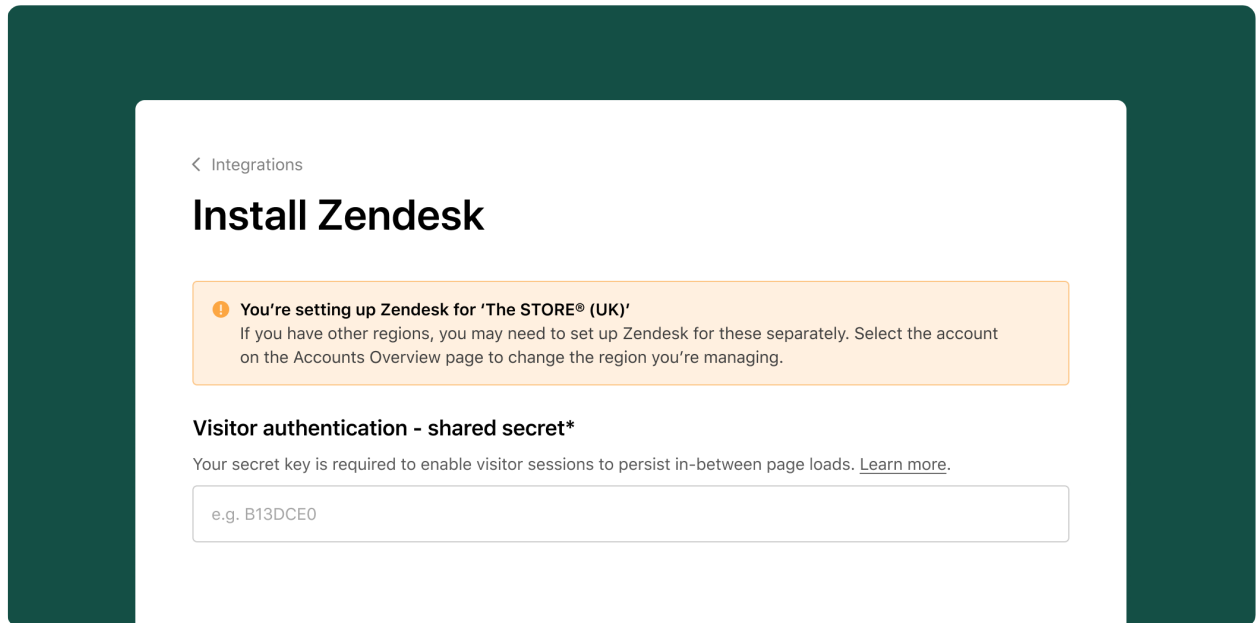 Integrations
Install Zendesk
You’re setting up Zendesk for ‘The STORE® (UK)’
If you have other regions, you may need to set up Zendesk for these separately. Select the account
on the Accounts Overview page to change the region you’re managing.
Visitor authentication - shared secret*
Your secret key is required to enable visitor sessions to persist in-between page loads. Learn more.
e.g. B13DCE0